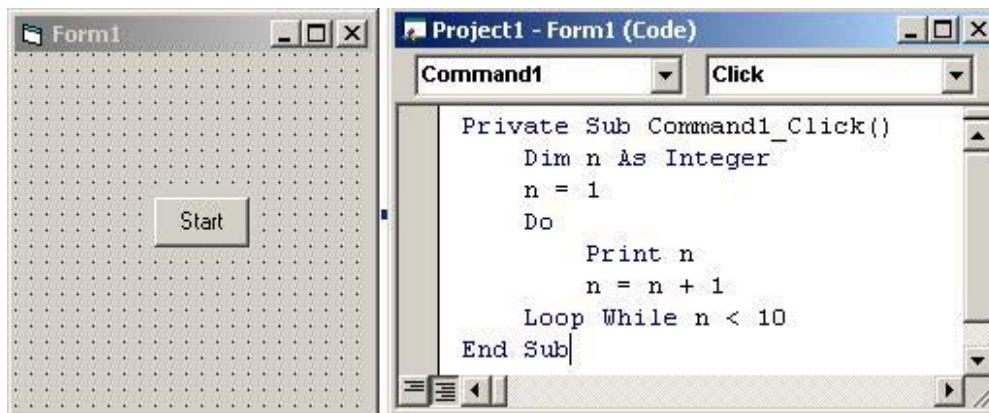 Form1
Start
Project1 - Form1 (Code)
Command1 Click
Private Sub Command1_Click()
Dim n As Integer
n = 1
Do
Print n
n = n + 1
Loop While n < 10
End Sub